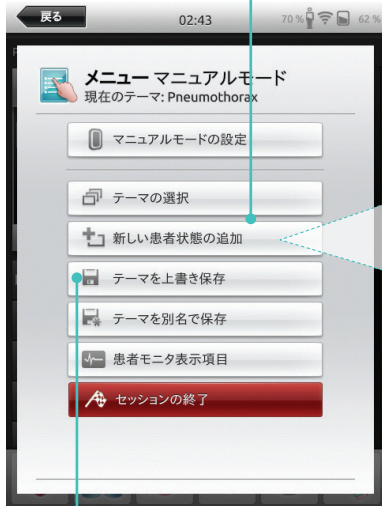 戻る 02:43 70 % 62 %
メニュー マニュアルモード
現在のテーマ: Pneumothorax
マニュアルモードの設定
テーマの選択
新しい患者状態の追加
テーマを上書き保存
テーマを別名で保存
患者モニタ表示項目
セッションの終了